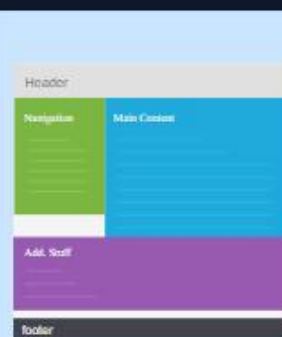 Header
Navigation
Main Content
Add. Stuff
footer